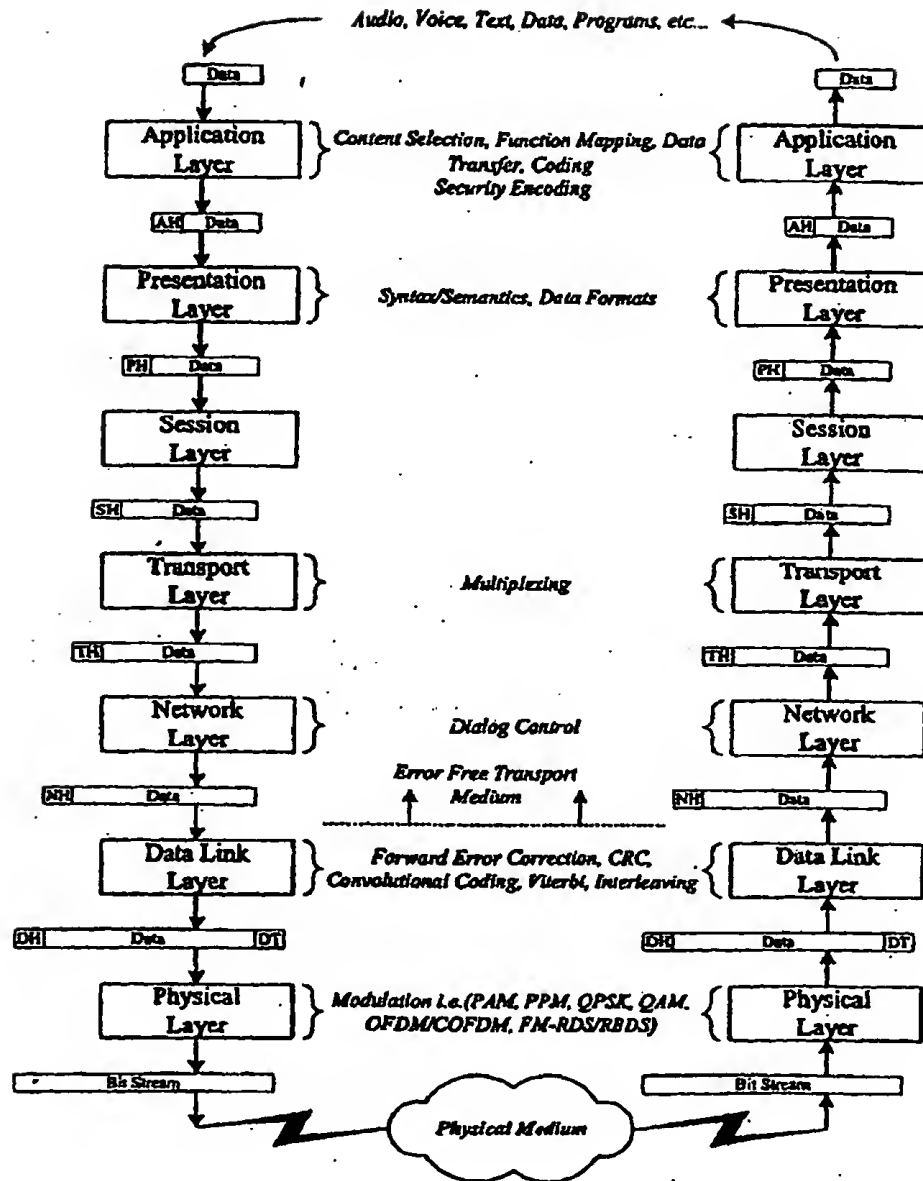 Audio, Voice, Text, Data, Programs, etc...
Data
Data
Application
Layer
Content Selection, Function Mapping, Data
Transfer, Coding
Security Encoding
Application
Layer
AH Data
AH Data
Presentation
Layer
Syntax/Semantics, Data Formats
Presentation
Layer
PH Data
PH Data
Session
Layer
Session
Layer
SH Data
SH Data
Transport
Layer
Multiplexing
Transport
Layer
TH Data
TH Data
Network
Layer
Dialog Control
Network
Layer
NH Data
Error Free Transport
Medium
NH Data
Data Link
Layer
Forward Error Correction, CRC,
Convolutional Coding, Viterbi, Interleaving
Data Link
Layer
DH Data DT
DH Data DT
Physical
Layer
Modulation i.e.(PAM, PPM, QPSK, QAM,
OFDM/COFDM, FM-RDS/RBDS)
Physical
Layer
Bit Stream
Bit Stream
Physical Medium